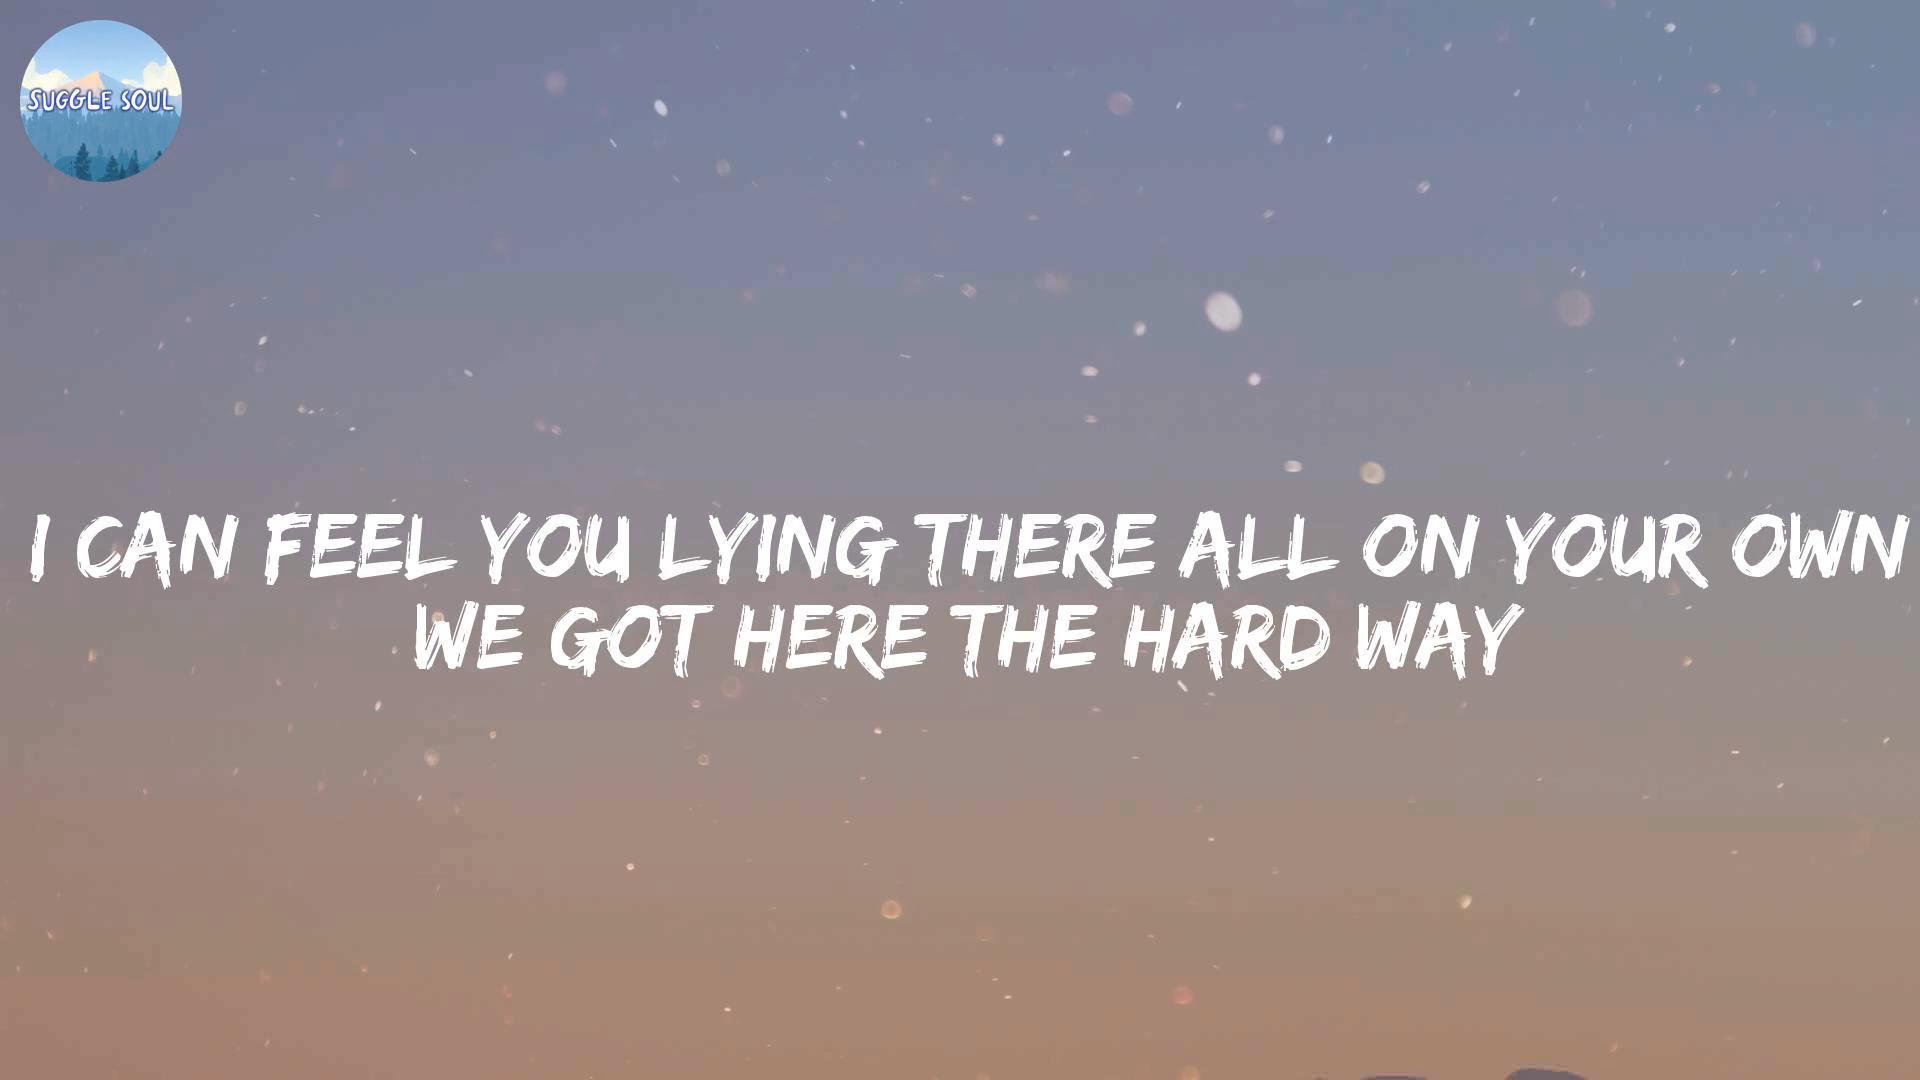 SUGGLE SOUL
I CAN FEEL YOU LYING THERE ALL ON YOUR OWN
WE GOT HERE THE HARD WAY